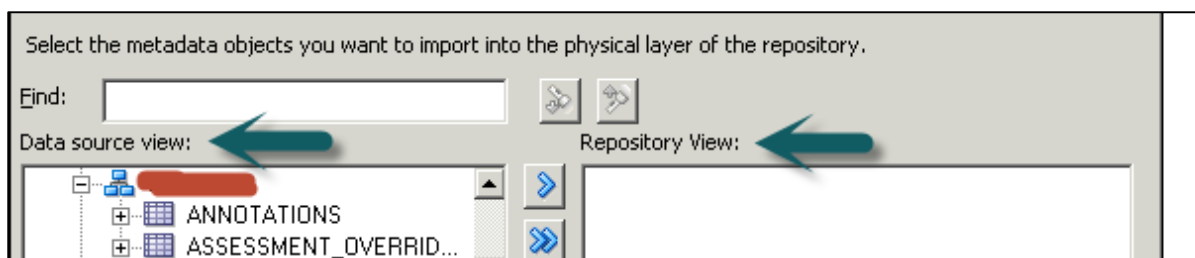 Select the metadata objects you want to import into the physical layer of the repository.
Find:
Data source view:
Repository View:
ANNOTATIONS
ASSESSMENT_OVERRID...